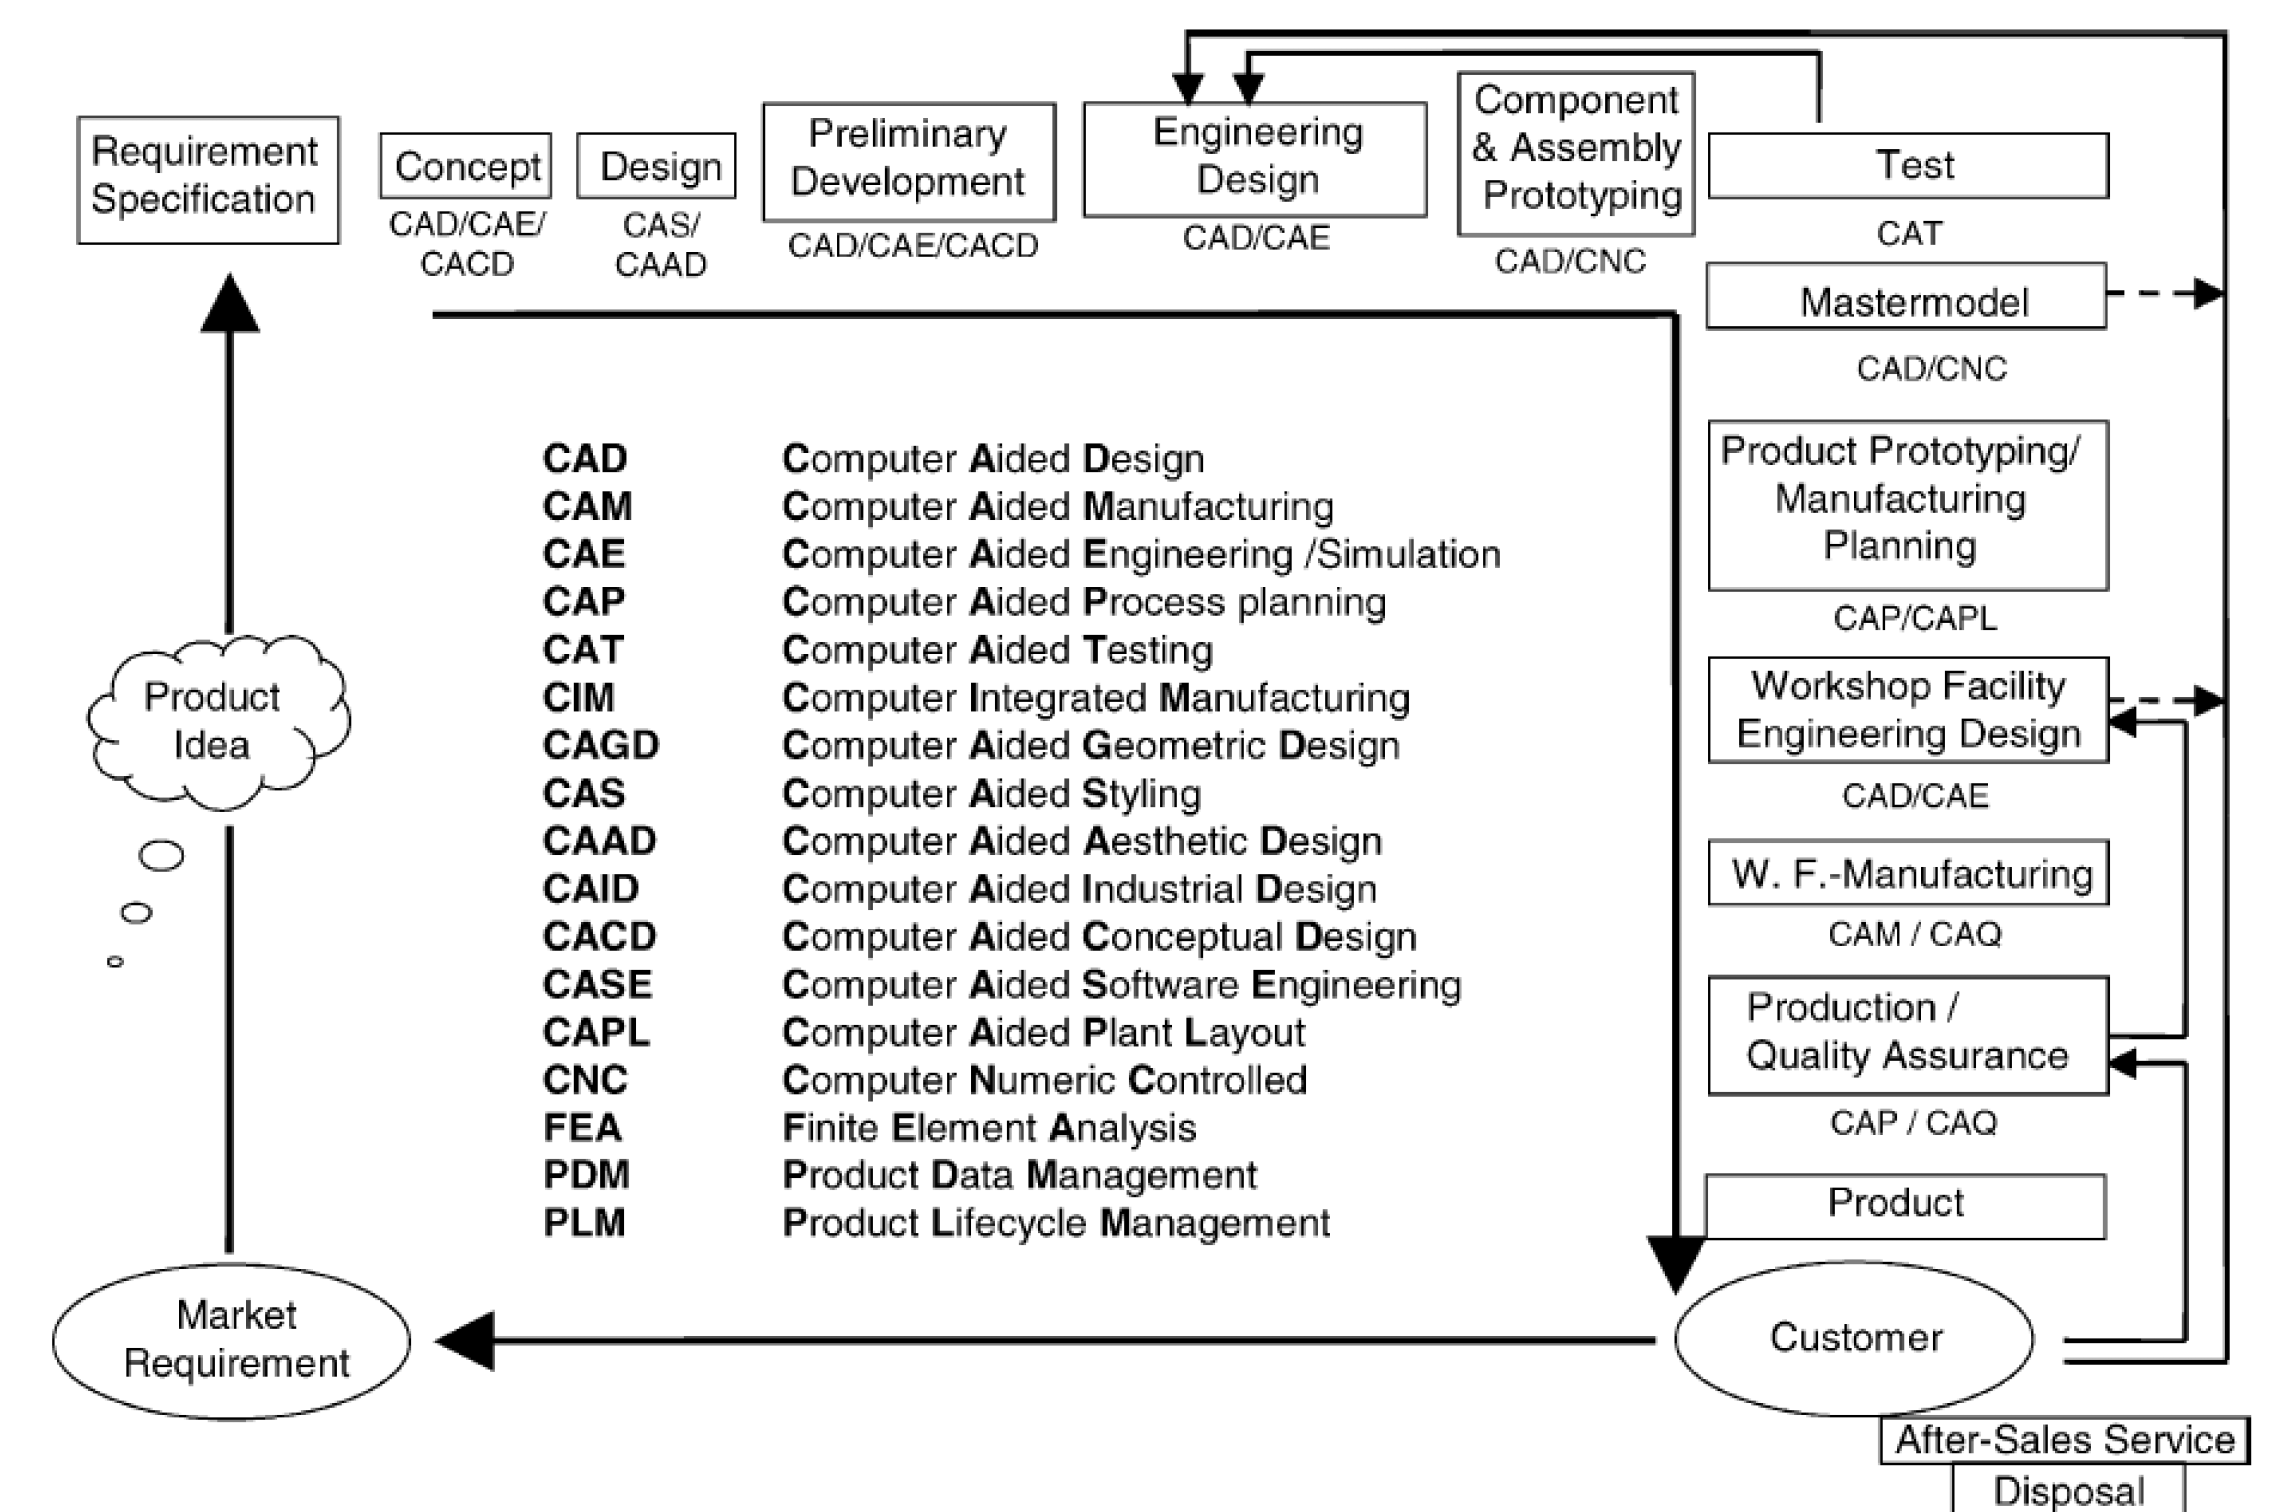 Requirement
Specification
Concept
CAD/CAE/
CACD
Design
CAS/
CAAD
Preliminary
Development
CAD/CAE/CACD
Engineering
Design
CAD/CAE
Component
& Assembly
Prototyping
CAD/CNC
Test
CAT
Mastermodel
CAD/CNC
Product Prototyping/
Manufacturing
Planning
CAP/CAPL
Workshop Facility
Engineering Design
CAD/CAE
W. F.-Manufacturing
CAM / CAQ
Production /
Quality Assurance
CAP / CAQ
Product
Customer
After-Sales Service
Disposal
Market
Requirement
Product
Idea
CAD Computer Aided Design
CAM Computer Aided Manufacturing
CAE Computer Aided Engineering /Simulation
CAP Computer Aided Process planning
CAT Computer Aided Testing
CIM Computer Integrated Manufacturing
CAGD Computer Aided Geometric Design
CAS Computer Aided Styling
CAAD Computer Aided Aesthetic Design
CAID Computer Aided Industrial Design
CACD Computer Aided Conceptual Design
CASE Computer Aided Software Engineering
CAPL Computer Aided Plant Layout
CNC Computer Numeric Controlled
FEA Finite Element Analysis
PDM Product Data Management
PLM Product Lifecycle Management